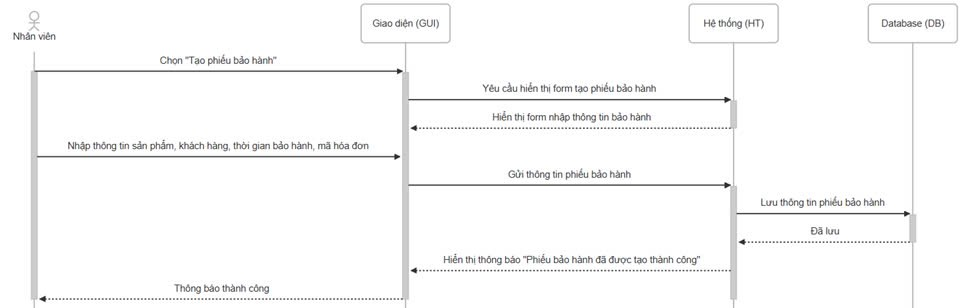 Nhân viên
Giao diện (GUI)
Hệ thống (HT)
Database (DB)
Chọn "Tạo phiếu bảo hành"
Yêu cầu hiển thị form tạo phiếu bảo hành
Hiển thị form nhập thông tin bảo hành
Nhập thông tin sản phẩm, khách hàng, thời gian bảo hành, mã hóa đơn
Gửi thông tin phiếu bảo hành
Lưu thông tin phiếu bảo hành
Đã lưu
Hiển thị thông báo "Phiếu bảo hành đã được tạo thành công"
Thông báo thành công